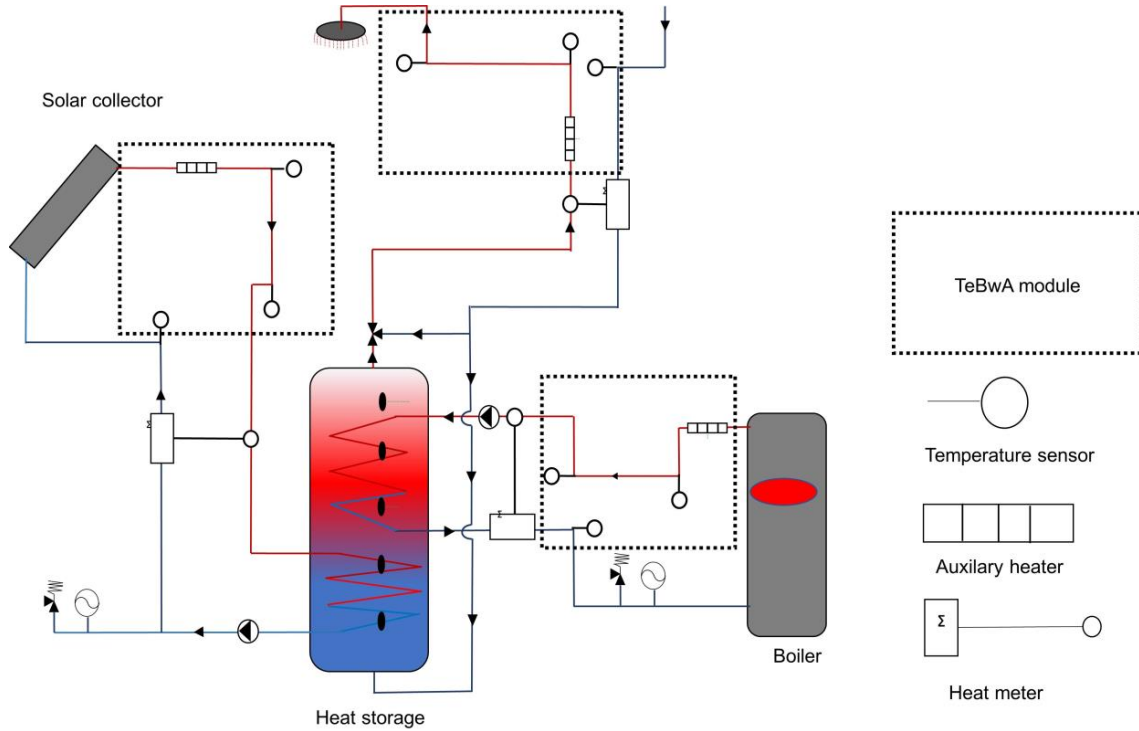 Solar collector
TeBwA module
Temperature sensor
Auxilary heater
Σ
Σ
Σ
Σ
Heat meter
Boiler
Heat storage